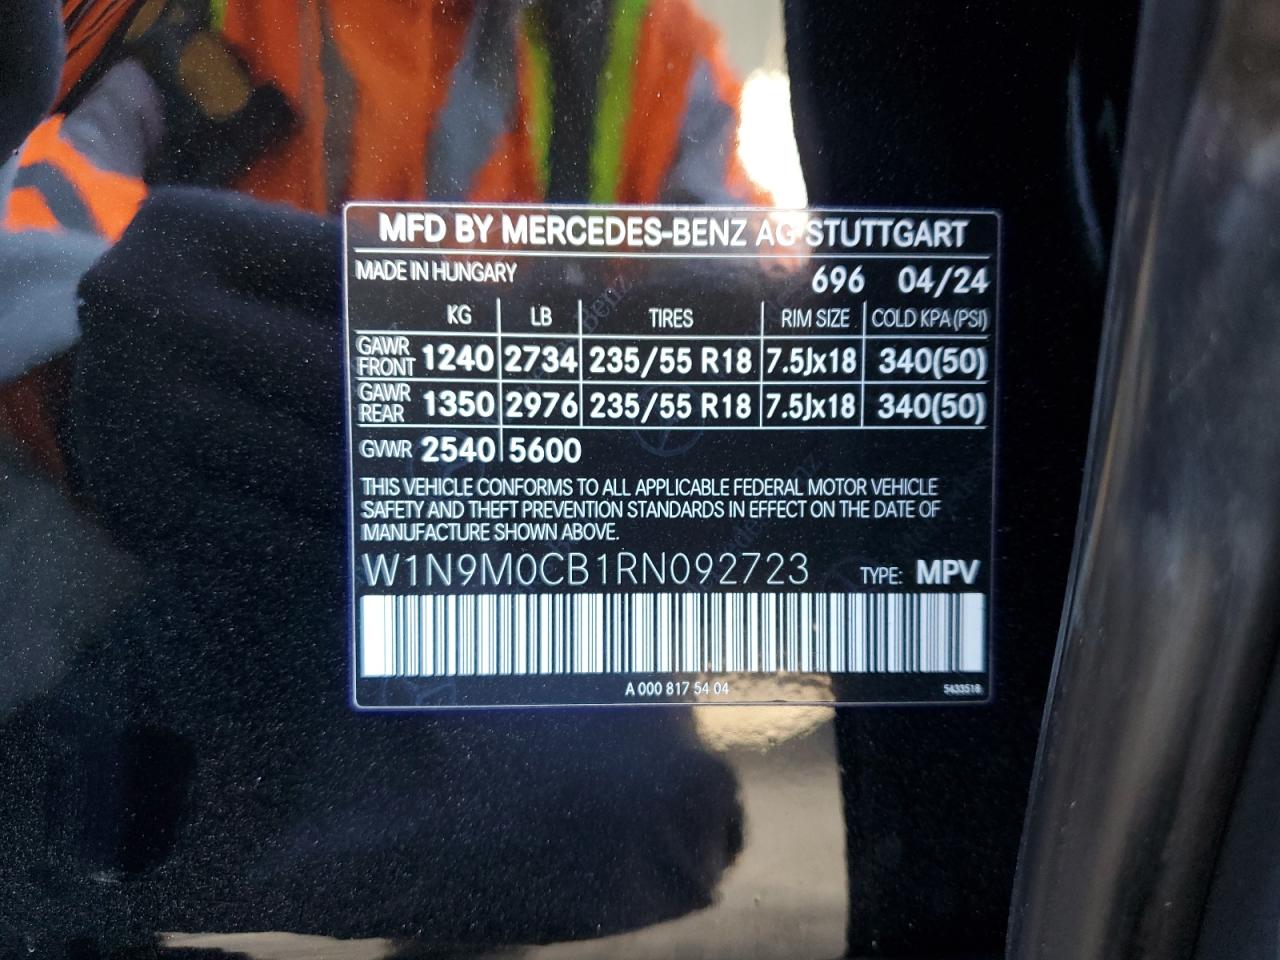 MFD BY MERCEDES-BENZ AG STUTTGART
MADE IN HUNGARY 696 04/24
KG LB TIRES RIM SIZE COLD KPA (PSI)
GAWR FRONT 1240 2734 235/55 R18 7.5Jx18 340(50)
GAWR REAR 1350 2976 235/55 R18 7.5Jx18 340(50)
GVWR 2540 5600
THIS VEHICLE CONFORMS TO ALL APPLICABLE FEDERAL MOTOR VEHICLE
SAFETY AND THEFT PREVENTION STANDARDS IN EFFECT ON THE DATE OF
MANUFACTURE SHOWN ABOVE.
W1N9M0CB1RN092723 TYPE: MPV
A 000 817 54 04 5433518